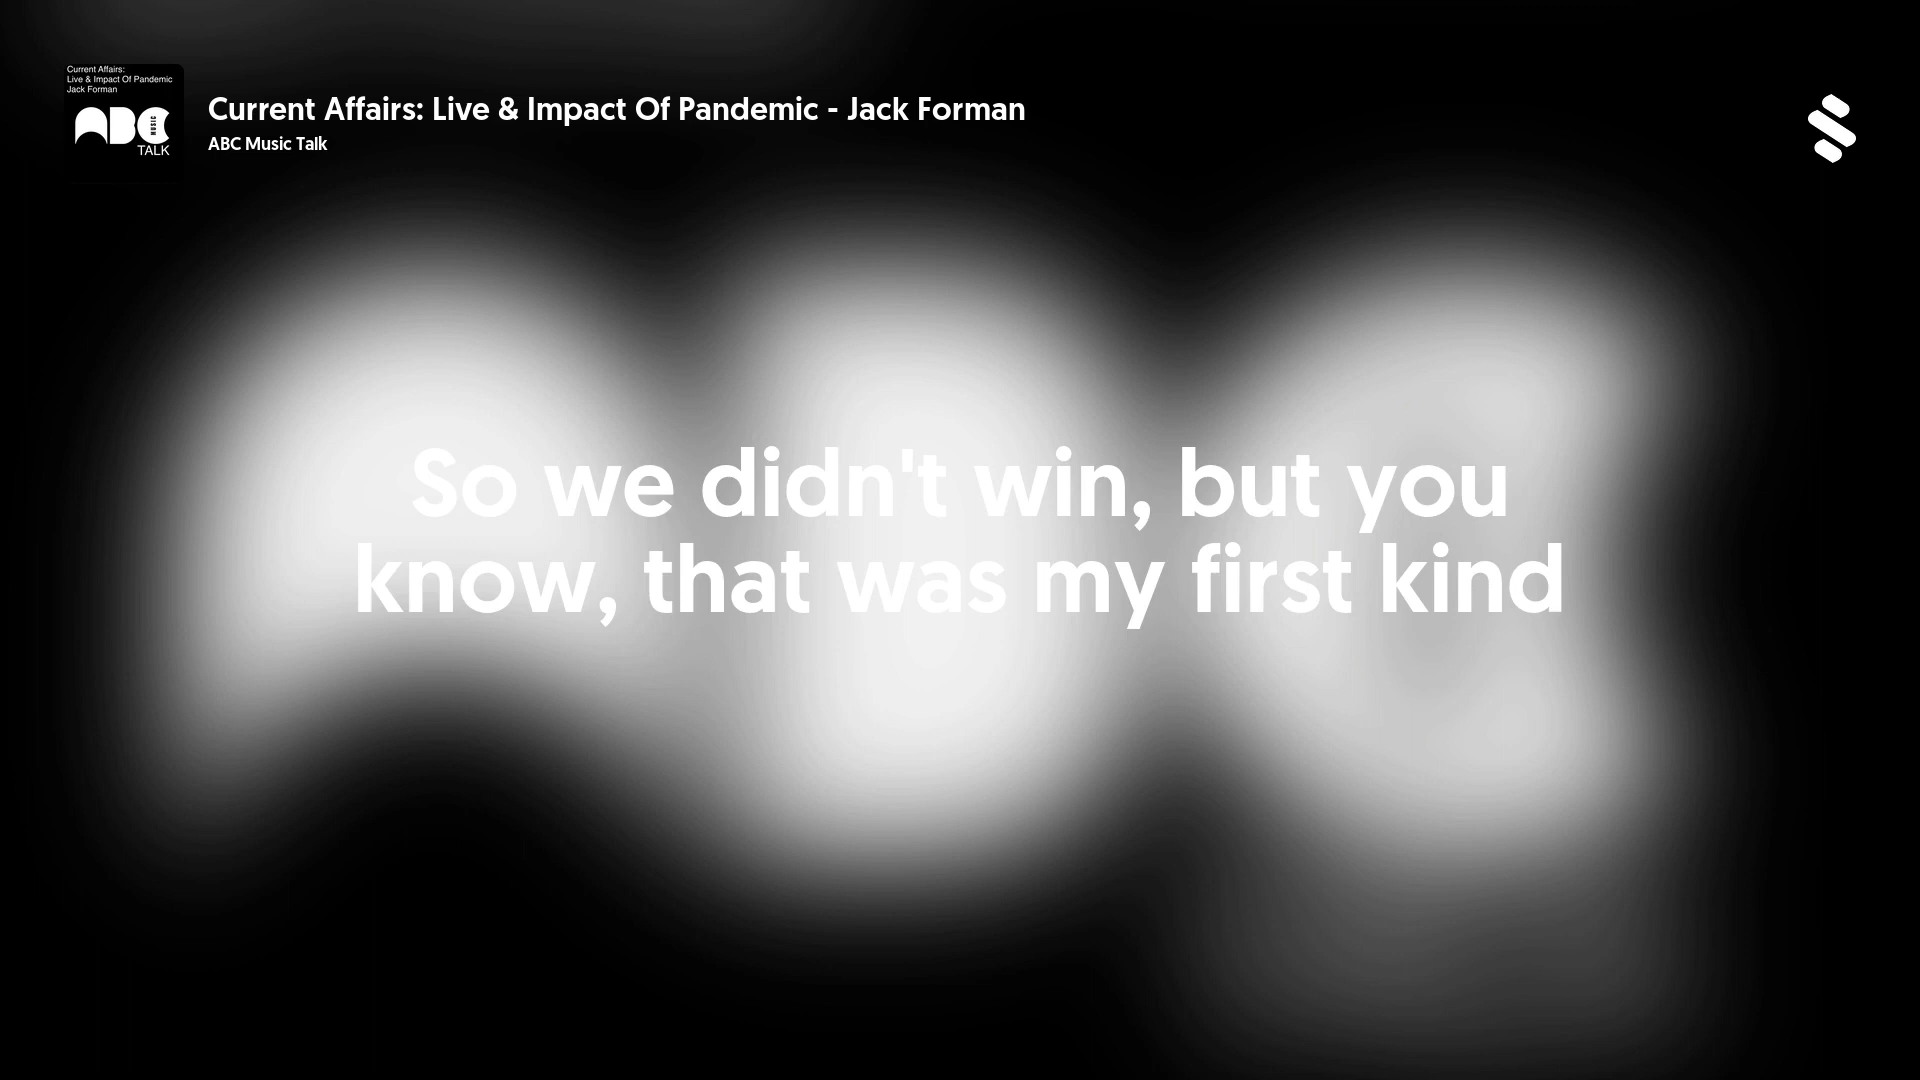 Current Affairs:
Live & Impact Of Pandemic
Jack Forman
ABC
MUSIC
TALK
Current Affairs: Live & Impact Of Pandemic - Jack Forman
ABC Music Talk
So we didn't win, but you
know, that was my first kind